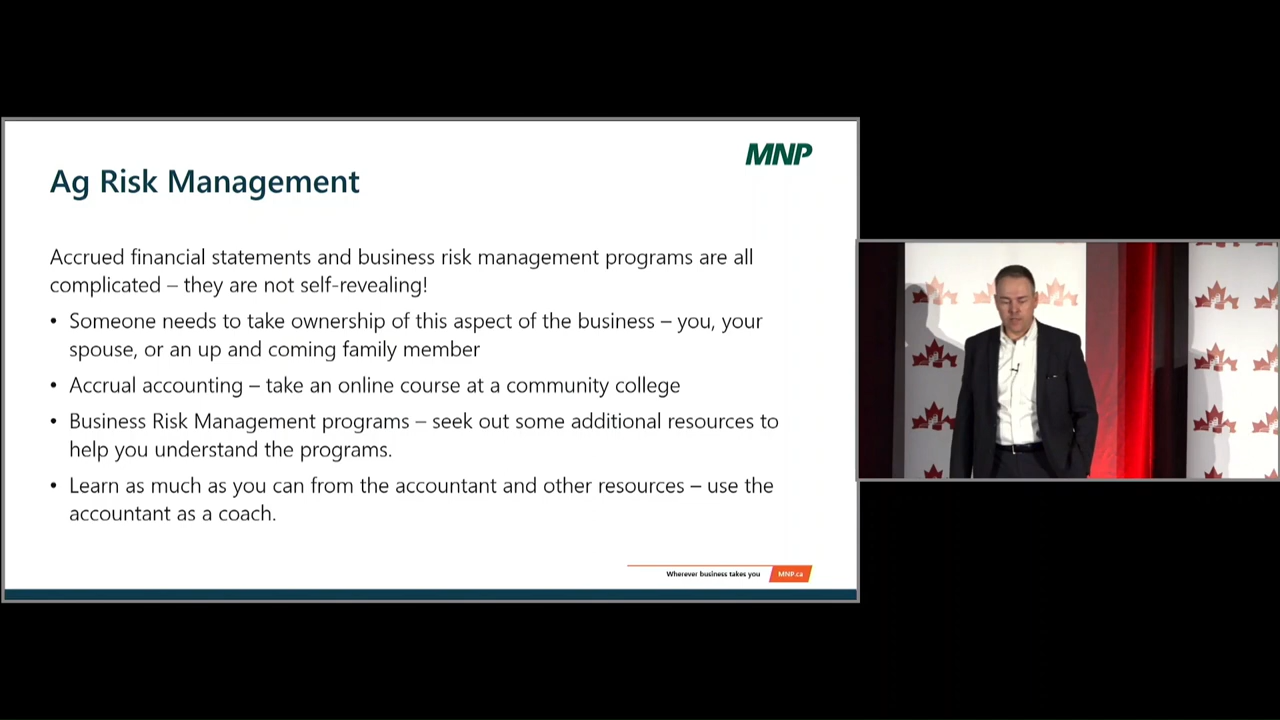 MNP
Ag Risk Management
Accrued financial statements and business risk management programs are all
complicated – they are not self-revealing!
• Someone needs to take ownership of this aspect of the business – you, your
spouse, or an up and coming family member
• Accrual accounting – take an online course at a community college
• Business Risk Management programs – seek out some additional resources to
help you understand the programs.
• Learn as much as you can from the accountant and other resources – use the
accountant as a coach.
Wherever business takes you
MNP.ca